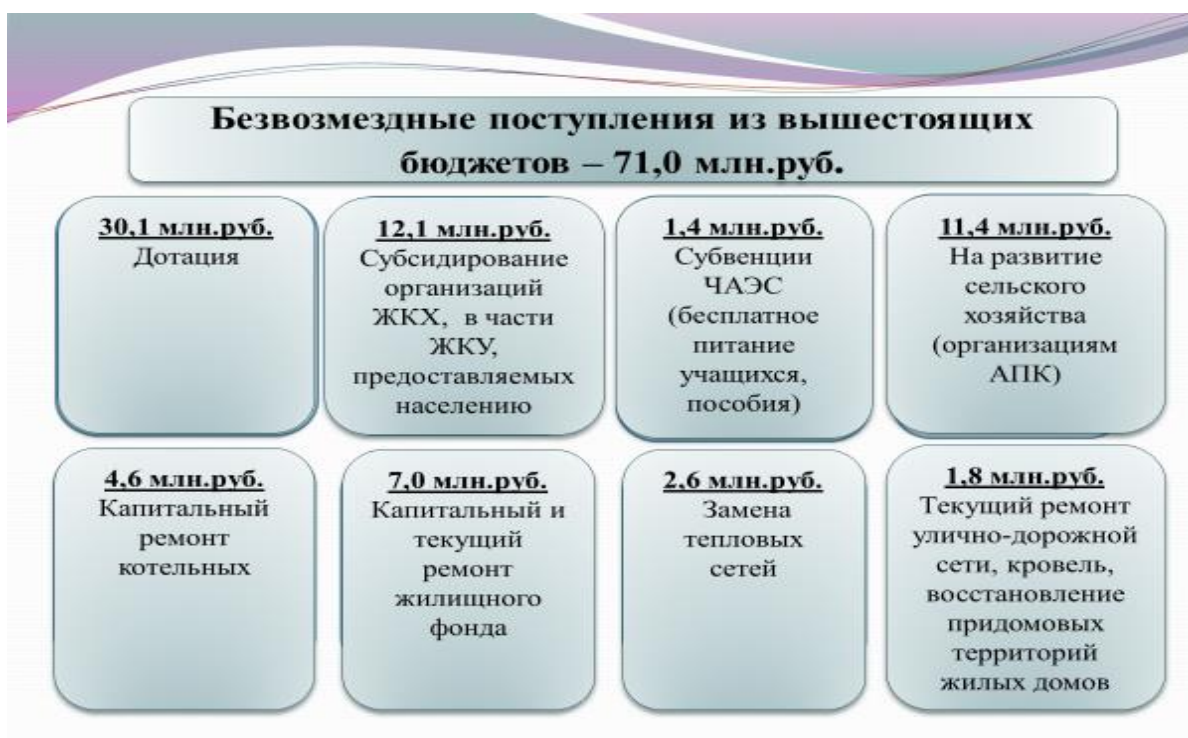 Безвозмездные поступления из вышестоящих
бюджетов – 71,0 млн.руб.
30,1 млн.руб.
Дотация
12,1 млн.руб.
Субсидирование
организаций
ЖКХ, в части
ЖКУ,
предоставляемых
населению
1,4 млн.руб.
Субвенции
ЧАЭС
(бесплатное
питание
учащихся,
пособия)
11,4 млн.руб.
На развитие
сельского
хозяйства
(организациям
АПК)
4,6 млн.руб.
Капитальный
ремонт
котельных
7,0 млн.руб.
Капитальный и
текущий
ремонт
жилищного
фонда
2,6 млн.руб.
Замена
тепловых
сетей
1,8 млн.руб.
Текущий ремонт
улично-дорожной
сети, кровель,
восстановление
придомовых
территорий
жилых домов